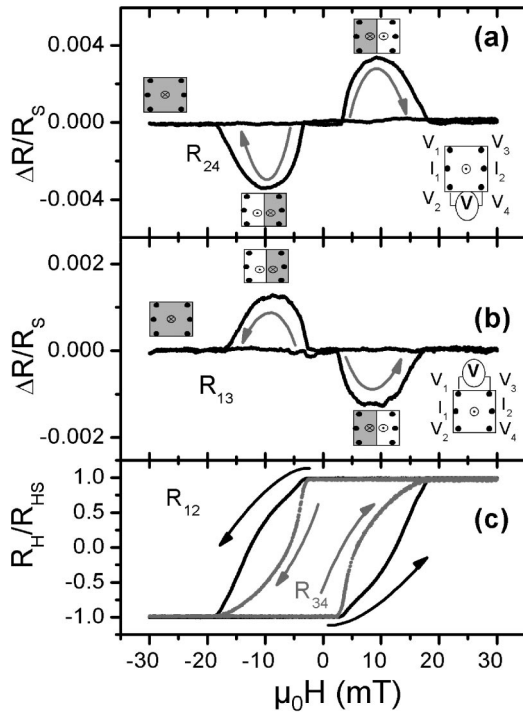 (a)
0.004
0.000
-0.004
ΔR/R_S
R_24
V_1 V_3
I_1 I_2
V_2 V V_4
(b)
0.002
0.000
-0.002
ΔR/R_S
R_13
V
V_1 V_3
I_1 I_2
V_2 V_4
(c)
1.0
0.5
0.0
-0.5
-1.0
R_H/R_HS
R_12
R_34
-30 -20 -10 0 10 20 30
μ_0H (mT)